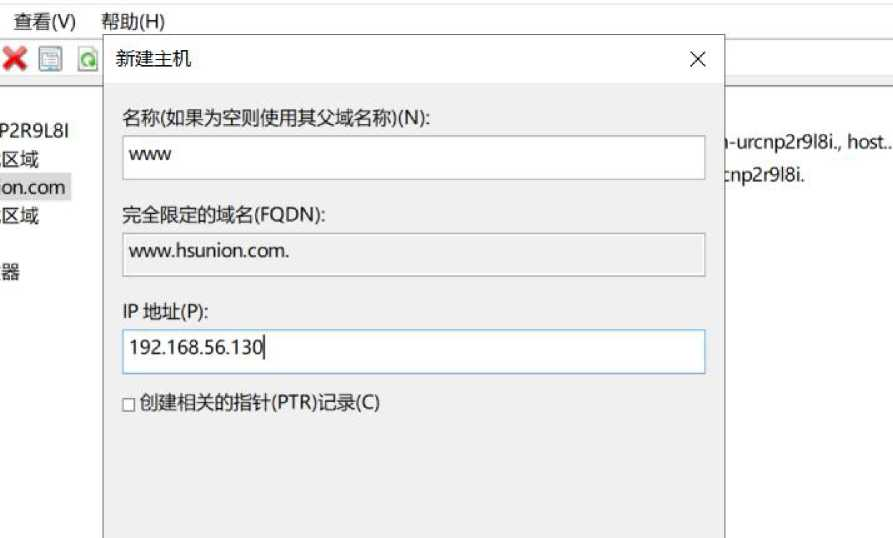 查看(V) 帮助(H)
新建主机
名称(如果为空则使用其父域名称)(N):
P2R9L8I
www
-urcnp2r9l8i., host...
区域
cnp2r9l8i.
ion.com
完全限定的域名(FQDN):
区域
www.hsunion.com.
器
IP 地址(P):
192.168.56.130
创建相关的指针(PTR)记录(C)